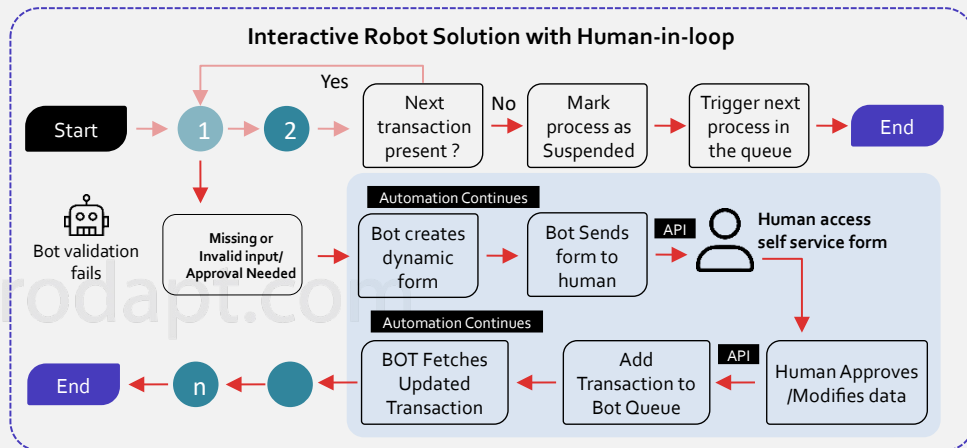 Interactive Robot Solution with Human-in-loop
Yes
Start
1
2
Next
transaction
present ?
No
Mark
process as
Suspended
Trigger next
process in
the queue
End
Bot validation
fails
Missing or
Invalid input/
Approval Needed
Automation Continues
Bot creates
dynamic
form
Bot Sends
form to
human
API
Human access
self service form
rodapt.com
Automation Continues
End
n
BOT Fetches
Updated
Transaction
Add
Transaction to
Bot Queue
API
Human Approves
/Modifies data